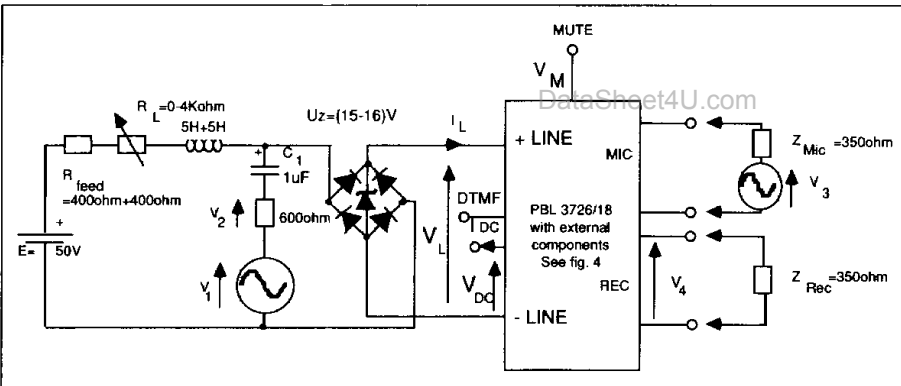 MUTE
V M
DataSheet4U.com
R L =0-4Kohm
5H+5H
Uz=(15-16)V
I L
+ LINE
MIC
Z Mic =350ohm
V 3
+
C 1
1uF
R feed
=400ohm+400ohm
V 2
600ohm
DTMF
I DC
V L
PBL 3726/18
with external
components
See fig. 4
+
E= 50V
V 1
V DC
REC
V 4
Z Rec =350ohm
- LINE